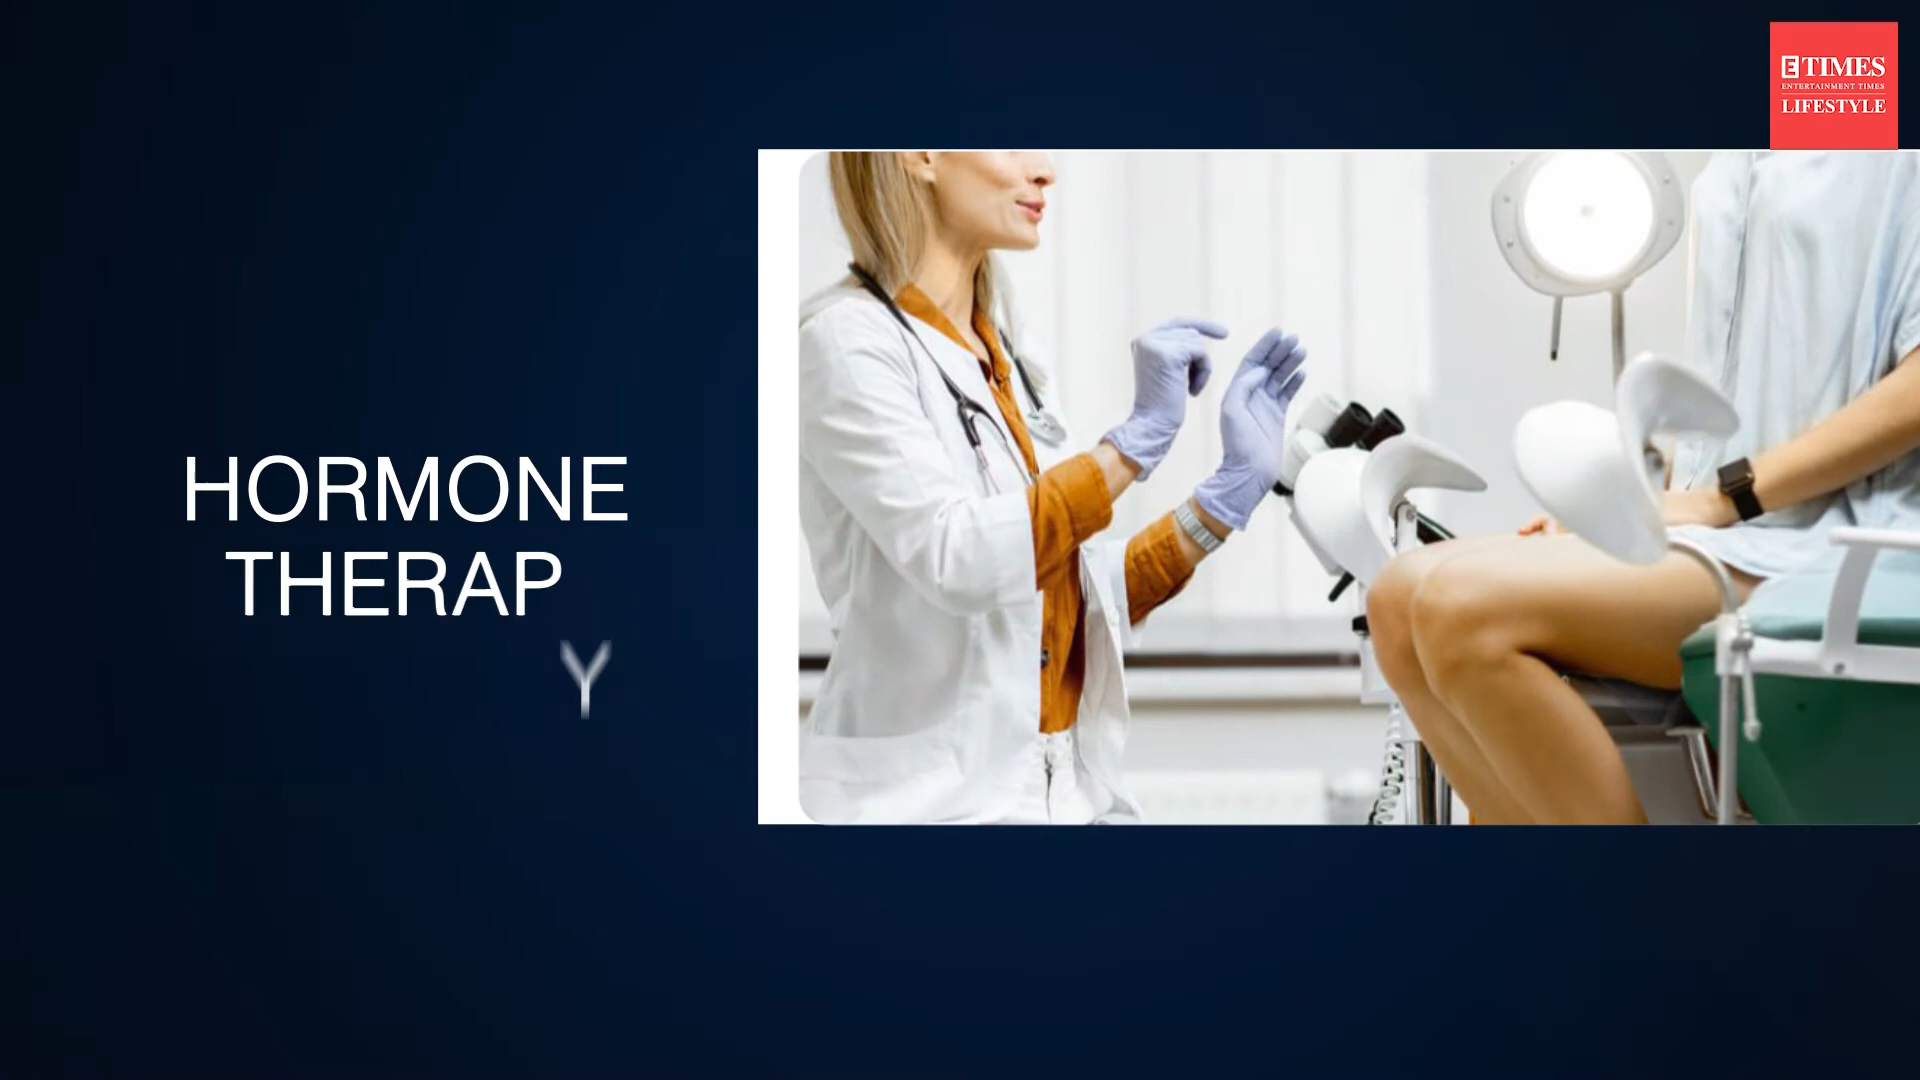 ETIMES
ENTERTAINMENT TIMES
LIFESTYLE
HORMONE
THERAP
Y